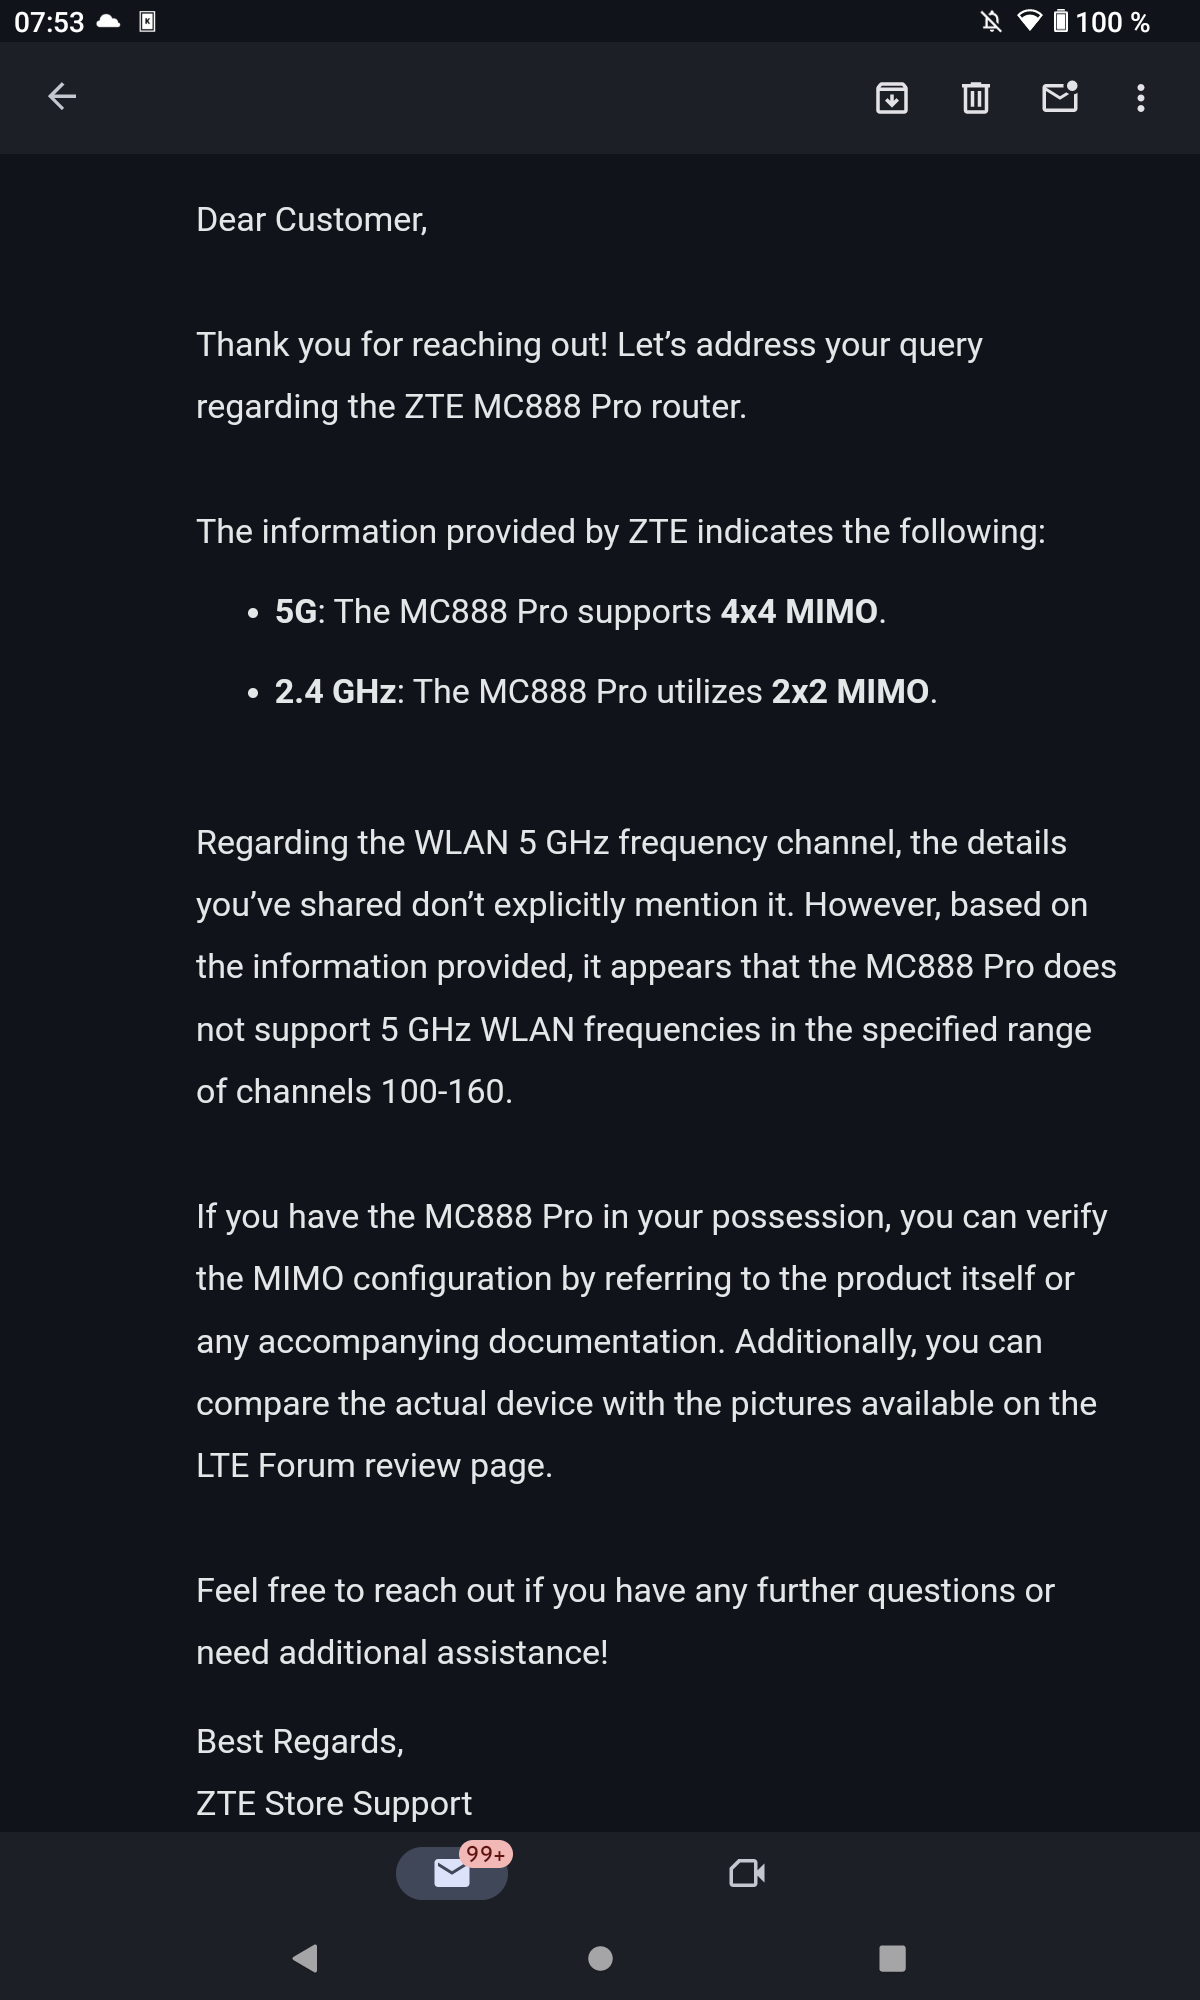 07:53
100 %
Dear Customer,
Thank you for reaching out! Let’s address your query
regarding the ZTE MC888 Pro router.
The information provided by ZTE indicates the following:
• 5G: The MC888 Pro supports 4x4 MIMO.
• 2.4 GHz: The MC888 Pro utilizes 2x2 MIMO.
Regarding the WLAN 5 GHz frequency channel, the details
you’ve shared don’t explicitly mention it. However, based on
the information provided, it appears that the MC888 Pro does
not support 5 GHz WLAN frequencies in the specified range
of channels 100-160.
If you have the MC888 Pro in your possession, you can verify
the MIMO configuration by referring to the product itself or
any accompanying documentation. Additionally, you can
compare the actual device with the pictures available on the
LTE Forum review page.
Feel free to reach out if you have any further questions or
need additional assistance!
Best Regards,
ZTE Store Support
99+